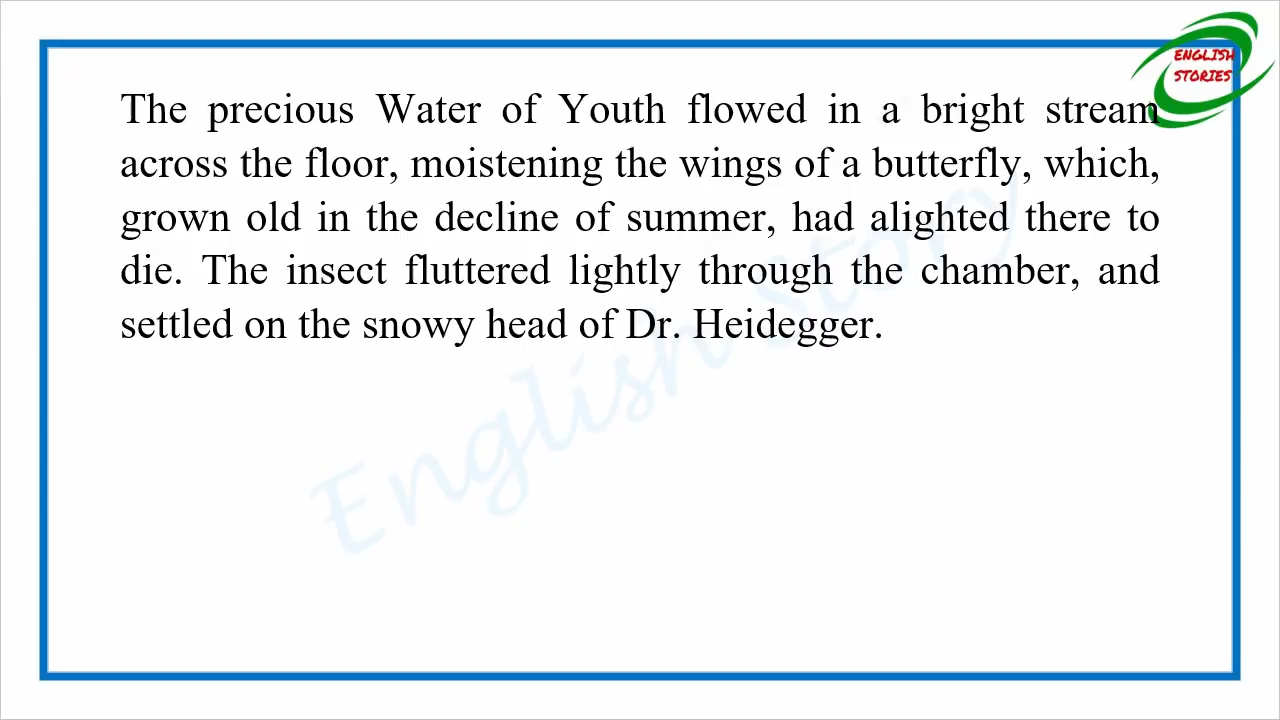 ENGLISH
STORIES
The precious Water of Youth flowed in a bright stream
across the floor, moistening the wings of a butterfly, which,
grown old in the decline of summer, had alighted there to
die. The insect fluttered lightly through the chamber, and
settled on the snowy head of Dr. Heidegger.
English Story